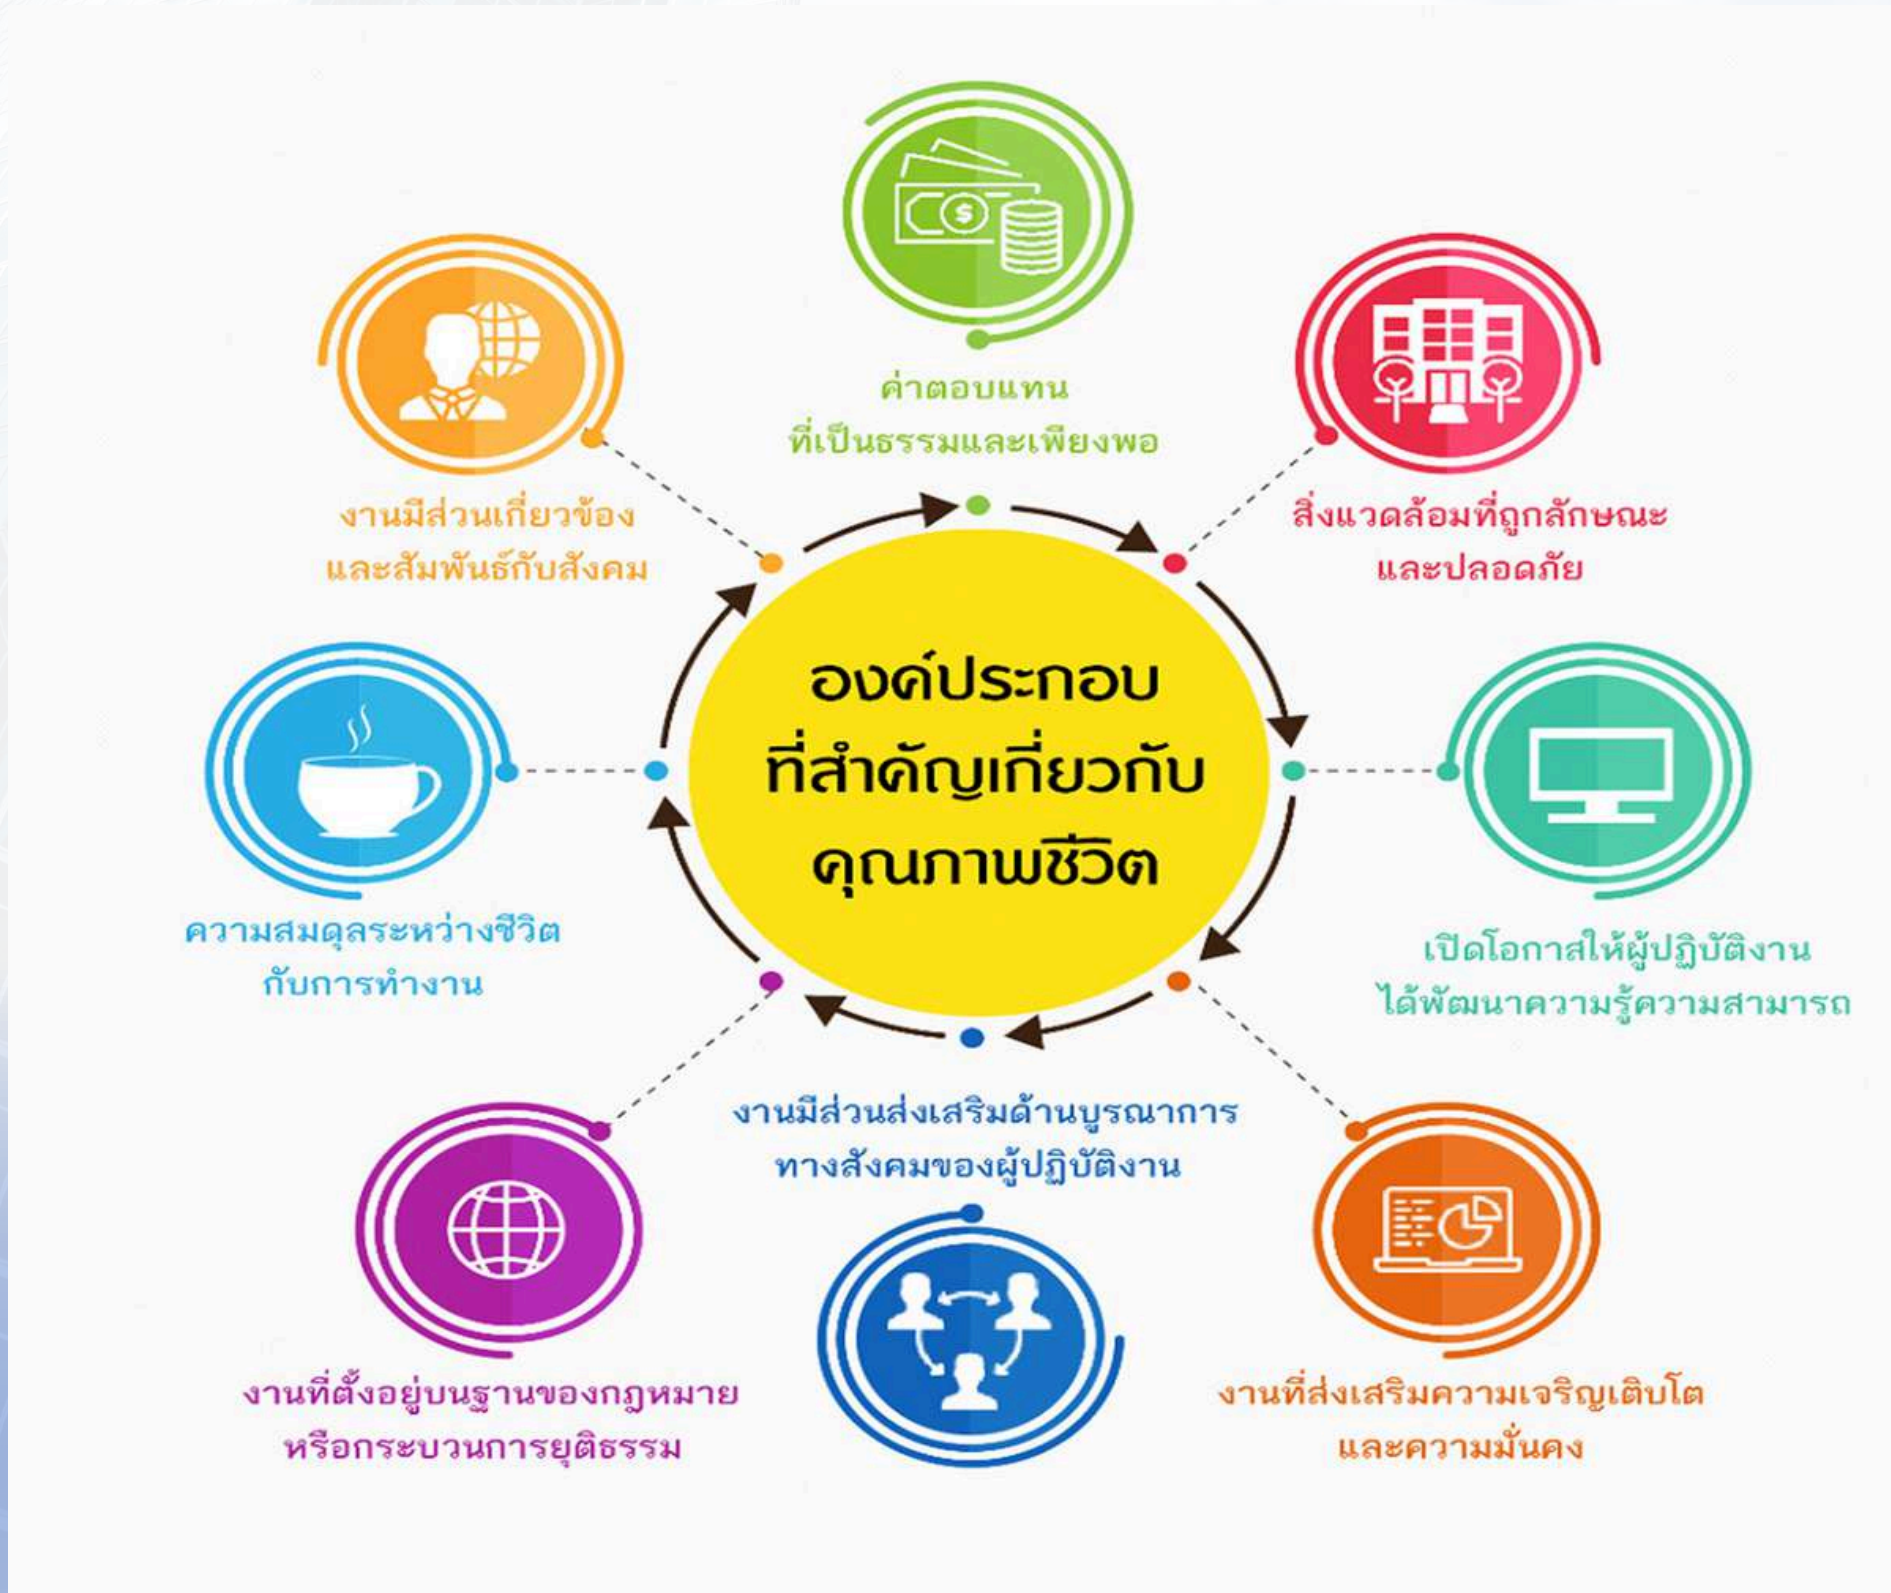 องค์ประกอบ
ที่สำคัญเกี่ยวกับ
คุณภาพชีวิต
ค่าตอบแทน
ที่เป็นธรรมและเพียงพอ
สิ่งแวดล้อมที่ถูกลักษณะ
และปลอดภัย
เปิดโอกาสให้ผู้ปฏิบัติงาน
ได้พัฒนาความรู้ความสามารถ
งานที่ส่งเสริมความเจริญเติบโต
และความมั่นคง
งานมีส่วนส่งเสริมด้านบูรณาการ
ทางสังคมของผู้ปฏิบัติงาน
งานที่ตั้งอยู่บนฐานของกฎหมาย
หรือกระบวนการยุติธรรม
ความสมดุลระหว่างชีวิต
กับการทำงาน
งานมีส่วนเกี่ยวข้อง
และสัมพันธ์กับสังคม